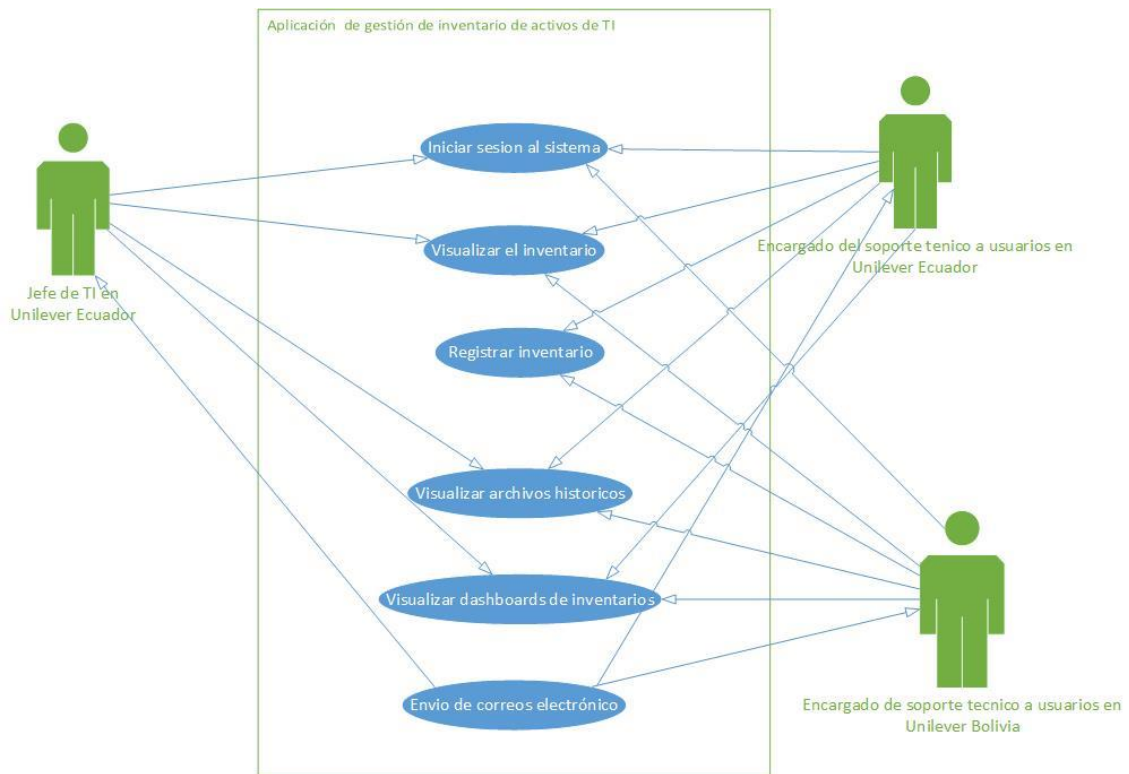 Aplicación de gestión de inventario de activos de TI
Iniciar sesion al sistema
Visualizar el inventario
Encargado del soporte tenico a usuarios en
Unilever Ecuador
Jefe de TI en
Unilever Ecuador
Registrar inventario
Visualizar archivos historicos
Visualizar dashboards de inventarios
Envio de correos electrónico
Encargado de soporte tecnico a usuarios en
Unilever Bolivia